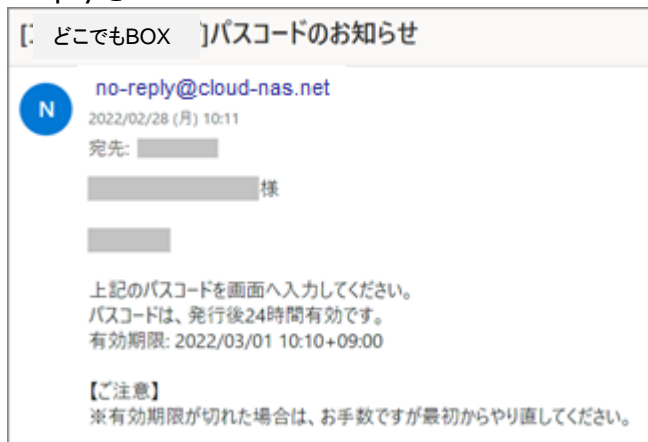 [どこでもBOX]パスコードのお知らせ
N
no-reply@cloud-nas.net
2022/02/28 (月) 10:11
宛先:
様
上記のパスコードを画面へ入力してください。
パスコードは、発行後24時間有効です。
有効期限: 2022/03/01 10:10+09:00
【ご注意】
※有効期限が切れた場合は、お手数ですが最初からやり直してください。